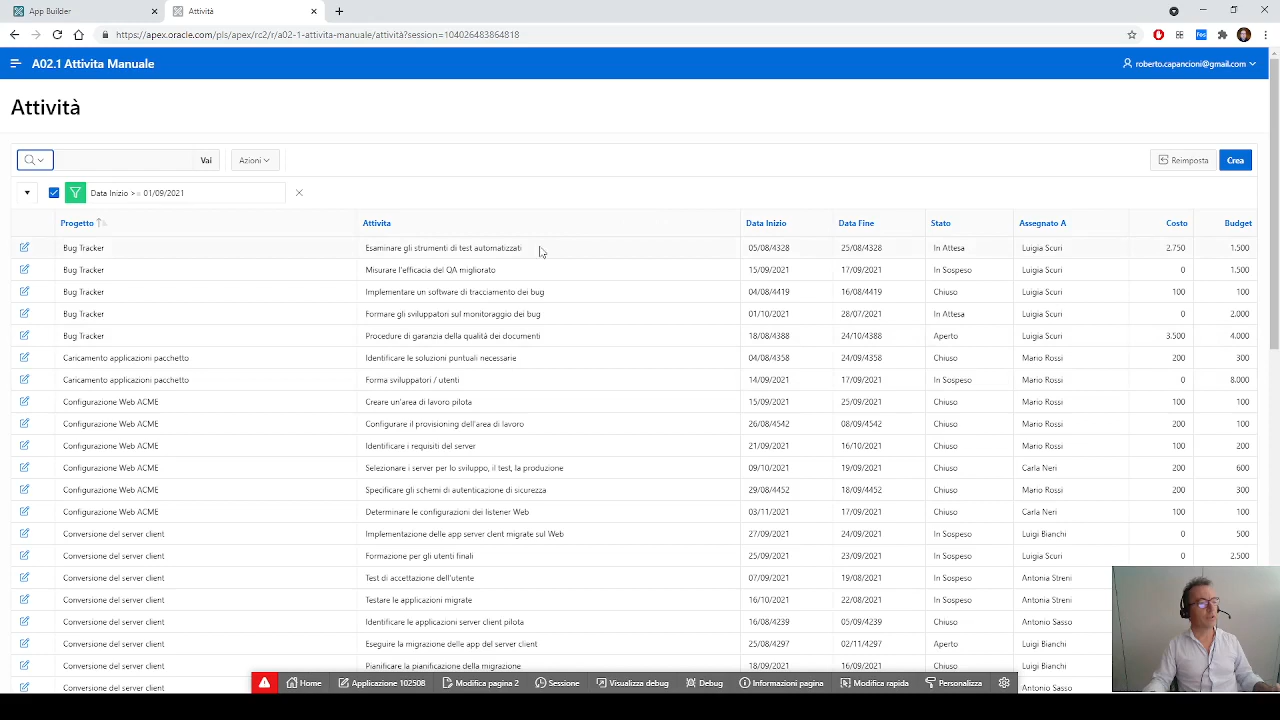 App Builder
Attività
https://apex.oracle.com/pls/apex/rc2/r/a02-1-attivita-manuale/attività?session=104026483864818
A02.1 Attivita Manuale
roberto.capancioni@gmail.com
Attività
Vai Azioni Reimposta Crea
Data Inizio >= 01/09/2021
Progetto Attivita Data Inizio Data Fine Stato Assegnato A Costo Budget
Bug Tracker Esaminare gli strumenti di test automatizzati 05/08/4328 25/08/4328 In Attesa Luigia Scuri 2.750 1.500
Bug Tracker Misurare l'efficacia del QA migliorato 15/09/2021 17/09/2021 In Sospeso Luigia Scuri 0 1.500
Bug Tracker Implementare un software di tracciamento dei bug 04/08/4419 16/08/4419 Chiuso Luigia Scuri 100 100
Bug Tracker Formare gli sviluppatori sul monitoraggio dei bug 01/10/2021 28/07/2021 In Attesa Luigia Scuri 0 2.000
Bug Tracker Procedure di garanzia della qualità dei documenti 18/08/4388 24/10/4388 Aperto Luigia Scuri 3.500 4.000
Caricamento applicazioni pacchetto Identificare le soluzioni puntuali necessarie 04/08/4358 24/09/4358 Chiuso Mario Rossi 200 300
Caricamento applicazioni pacchetto Forma sviluppatori / utenti 14/09/2021 17/09/2021 In Sospeso Mario Rossi 0 8.000
Configurazione Web ACME Creare un'area di lavoro pilota 15/09/2021 25/09/2021 Chiuso Mario Rossi 100 100
Configurazione Web ACME Configurare il provisioning dell'area di lavoro 26/08/4542 08/09/4542 Chiuso Mario Rossi 200 100
Configurazione Web ACME Identificare i requisiti del server 21/09/2021 16/10/2021 Chiuso Mario Rossi 100 200
Configurazione Web ACME Selezionare i server per lo sviluppo, il test, la produzione 09/10/2021 19/09/2021 Chiuso Carla Neri 200 600
Configurazione Web ACME Specificare gli schemi di autenticazione di sicurezza 29/08/4452 18/09/4452 Chiuso Mario Rossi 200 300
Configurazione Web ACME Determinare le configurazioni dei listener Web 03/11/2021 17/09/2021 Chiuso Carla Neri 100 100
Conversione del server client Implementazione delle app server client migrate sul Web 27/09/2021 24/09/2021 In Sospeso Luigi Bianchi 0 500
Conversione del server client Formazione per gli utenti finali 25/09/2021 23/09/2021 In Sospeso Luigia Scuri 0 2.500
Conversione del server client Test di accettazione dell'utente 07/09/2021 19/08/2021 In Sospeso Antonia Streni
Conversione del server client Testare le applicazioni migrate 16/10/2021 22/08/2021 In Sospeso Antonia Streni
Conversione del server client Identificare le applicazioni server client pilota 16/08/4239 05/09/4239 Chiuso Antonio Sasso
Conversione del server client Eseguire la migrazione delle app del server client 25/08/4297 02/11/4297 Aperto Luigi Bianchi
Conversione del server client Pianificare la pianificazione della migrazione 18/09/2021 16/09/2021 Chiuso Luigi Bianchi
Conversione del server client Antonio Sasso
Home Applicazione 102508 Modifica pagina 2 Sessione Visualizza debug Debug Informazioni pagina Modifica rapida Personalizza